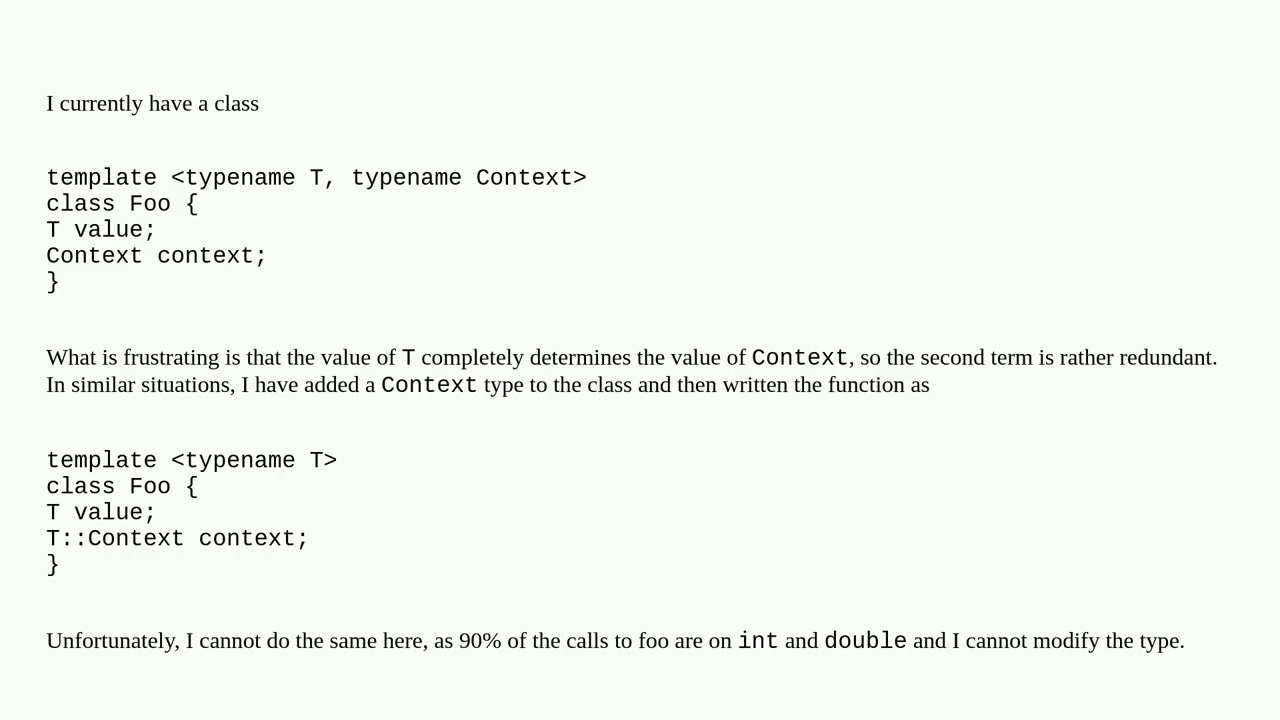 I currently have a class
template <typename T, typename Context>
class Foo {
T value;
Context context;
}
What is frustrating is that the value of T completely determines the value of Context, so the second term is rather redundant.
In similar situations, I have added a Context type to the class and then written the function as
template <typename T>
class Foo {
T value;
T::Context context;
}
Unfortunately, I cannot do the same here, as 90% of the calls to foo are on int and double and I cannot modify the type.